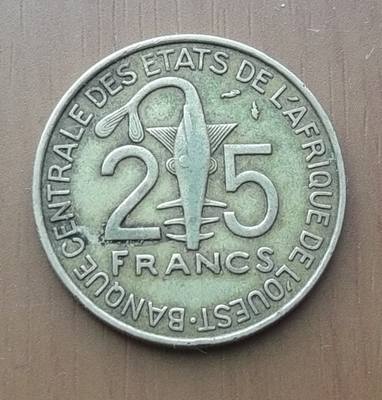 BANQUE CENTRALE DES ETATS DE L'AFRIQUE DE L'OUEST ·
25
FRANCS